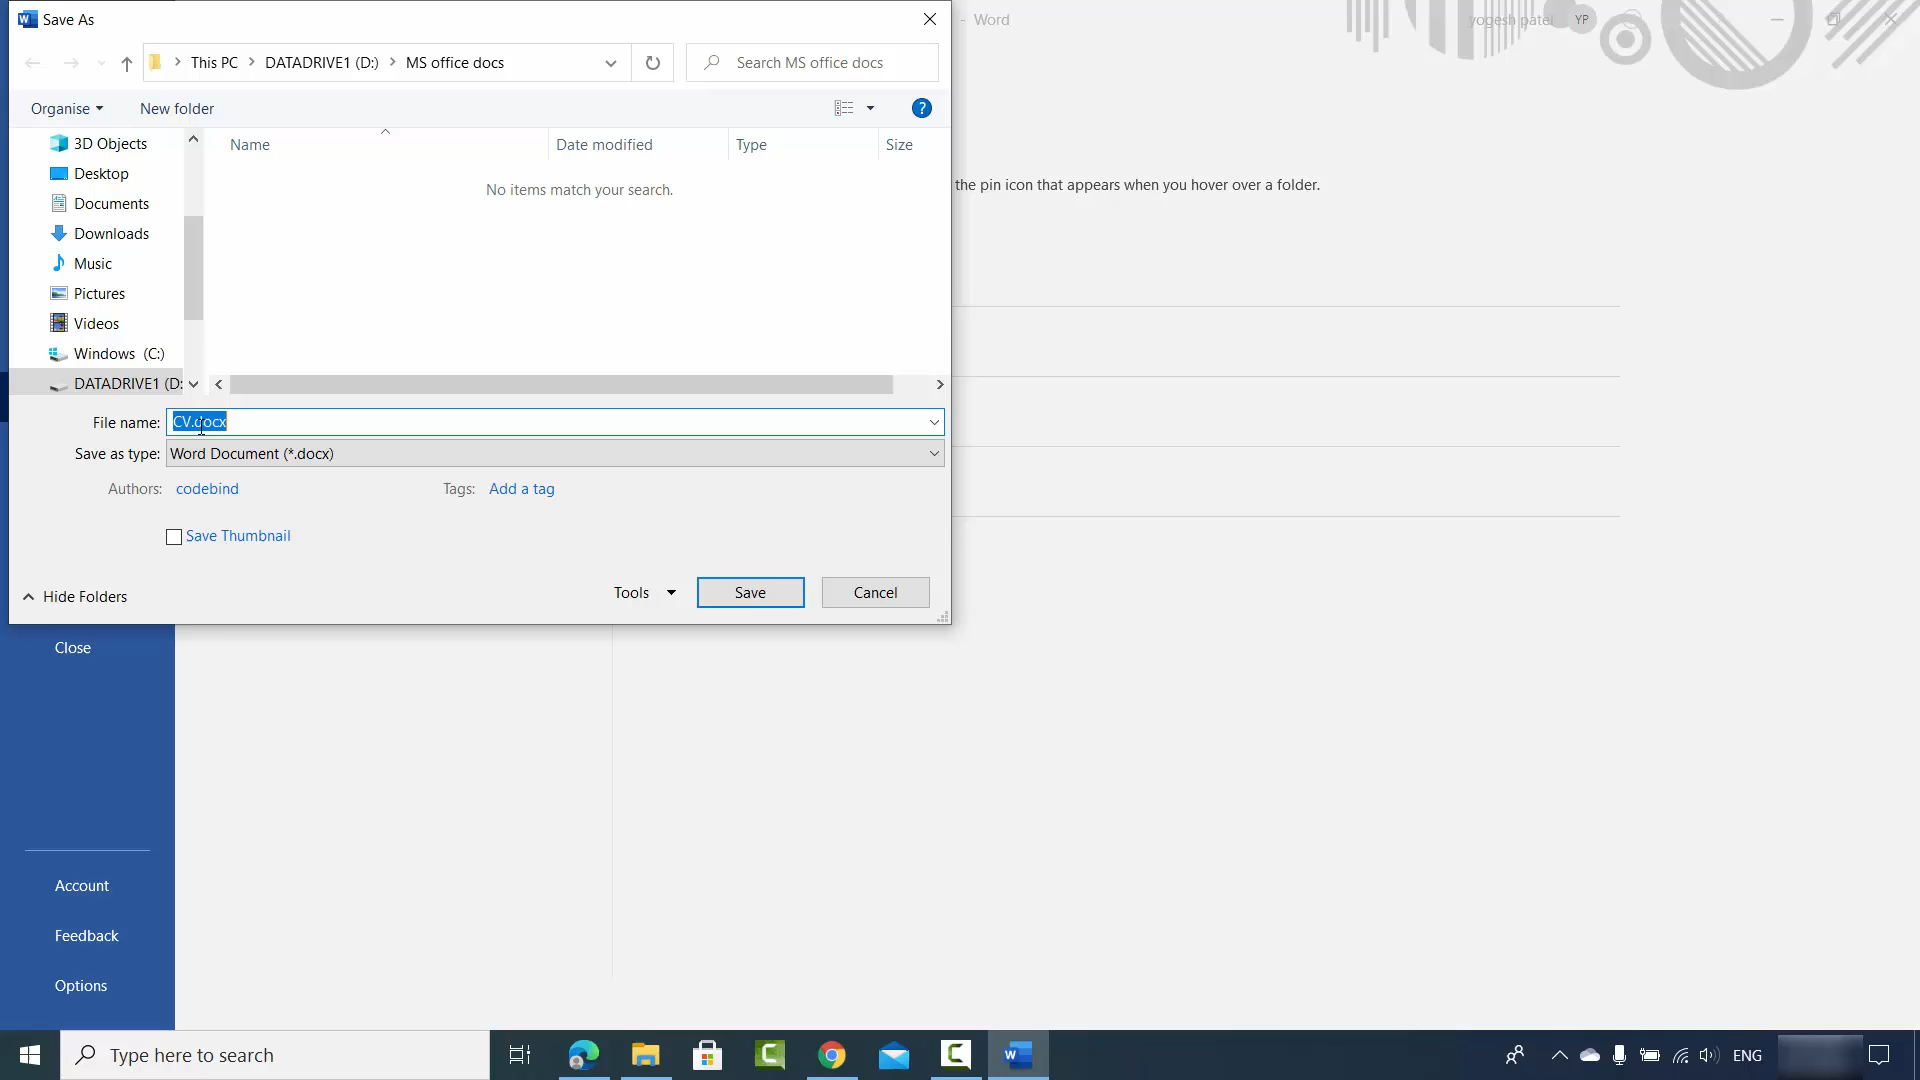 Save As
- Word
yogesh patel YP
This PC > DATADRIVE1 (D:) > MS office docs
Search MS office docs
Organise
New folder
?
3D Objects
Desktop
Documents
Downloads
Music
Pictures
Videos
Windows (C:)
DATADRIVE1 (D:
Name
Date modified
Type
Size
No items match your search.
the pin icon that appears when you hover over a folder.
File name: CV.docx
Save as type: Word Document (*.docx)
Authors: codebind
Tags: Add a tag
Save Thumbnail
Hide Folders
Tools
Save
Cancel
Close
Account
Feedback
Options
Type here to search
ENG